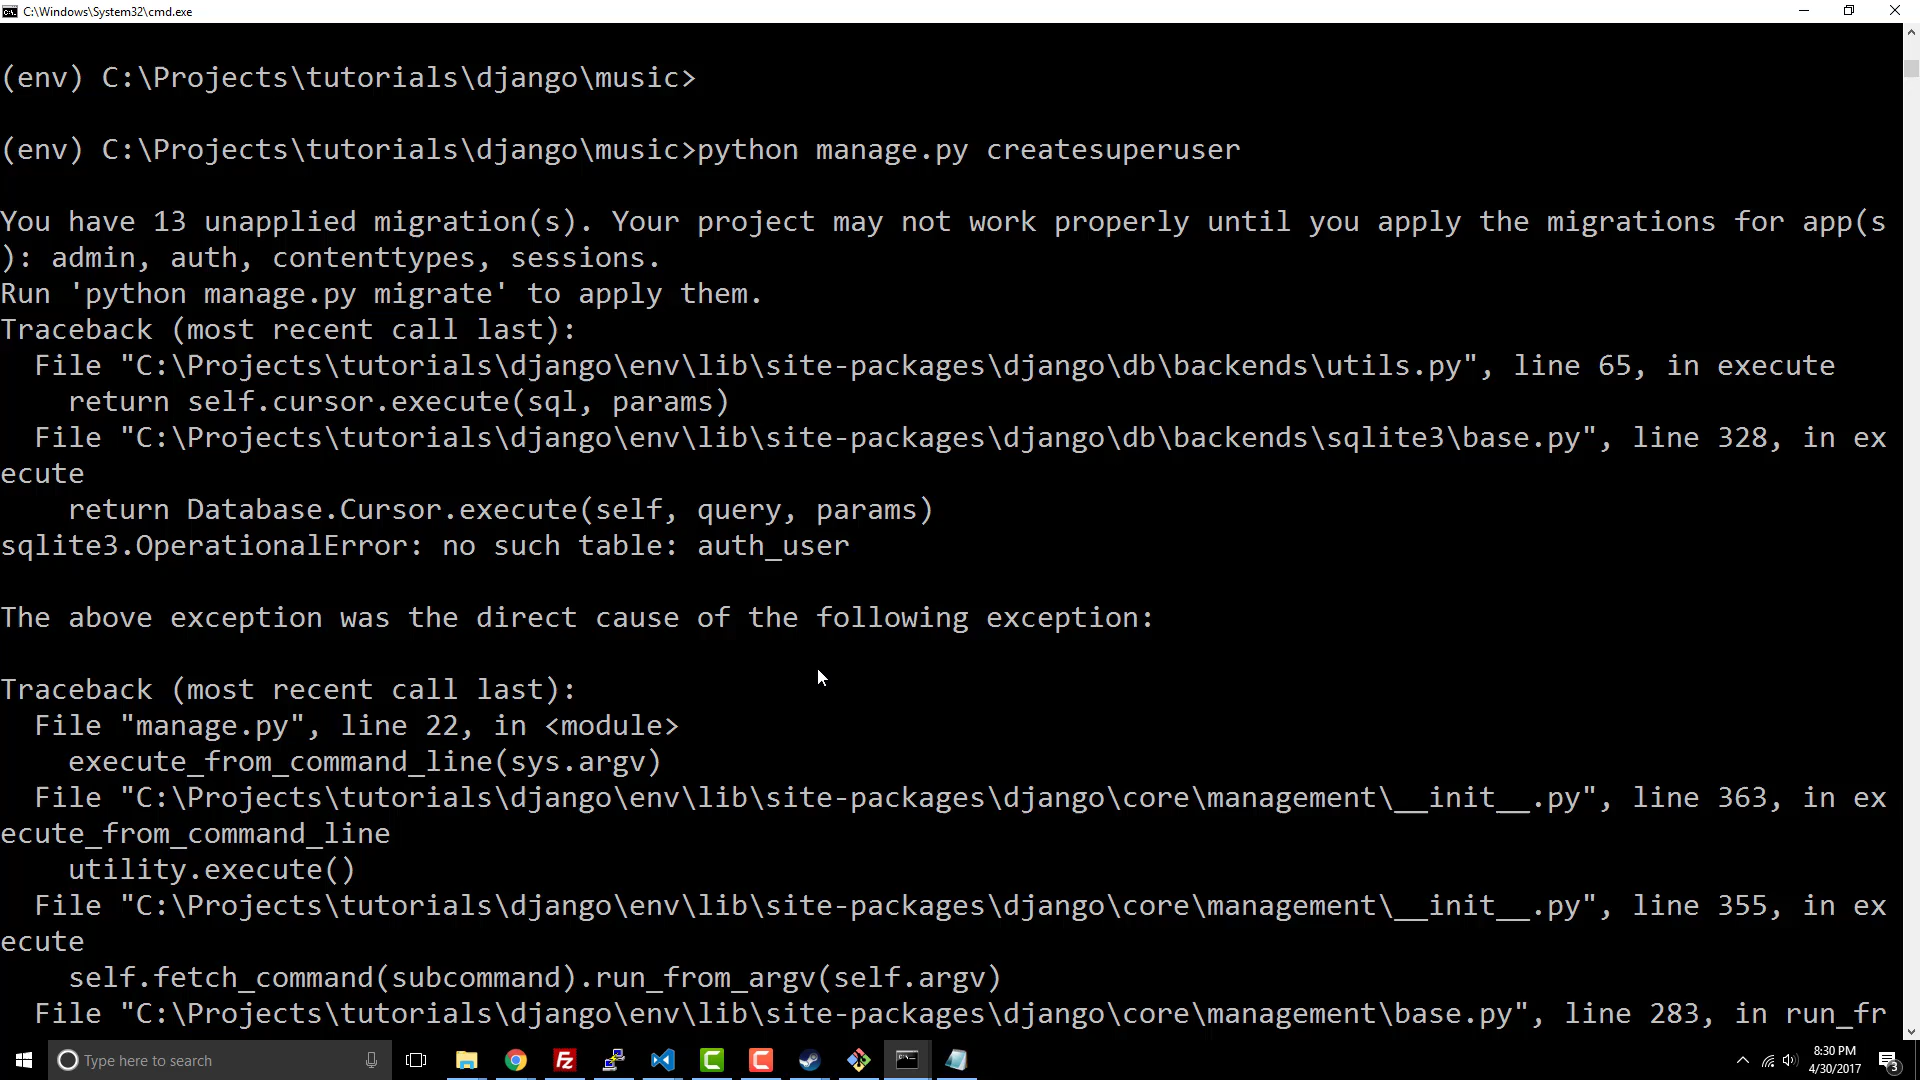 C:\Windows\System32\cmd.exe
(env) C:\Projects\tutorials\django\music>
(env) C:\Projects\tutorials\django\music>python manage.py createsuperuser
You have 13 unapplied migration(s). Your project may not work properly until you apply the migrations for app(s
): admin, auth, contenttypes, sessions.
Run 'python manage.py migrate' to apply them.
Traceback (most recent call last):
  File "C:\Projects\tutorials\django\env\lib\site-packages\django\db\backends\utils.py", line 65, in execute
    return self.cursor.execute(sql, params)
  File "C:\Projects\tutorials\django\env\lib\site-packages\django\db\backends\sqlite3\base.py", line 328, in ex
ecute
    return Database.Cursor.execute(self, query, params)
sqlite3.OperationalError: no such table: auth_user
The above exception was the direct cause of the following exception:
Traceback (most recent call last):
  File "manage.py", line 22, in <module>
    execute_from_command_line(sys.argv)
  File "C:\Projects\tutorials\django\env\lib\site-packages\django\core\management\__init__.py", line 363, in ex
ecute_from_command_line
    utility.execute()
  File "C:\Projects\tutorials\django\env\lib\site-packages\django\core\management\__init__.py", line 355, in ex
ecute
    self.fetch_command(subcommand).run_from_argv(self.argv)
  File "C:\Projects\tutorials\django\env\lib\site-packages\django\core\management\base.py", line 283, in run_fr
Type here to search
Fz
8:30 PM
4/30/2017
3